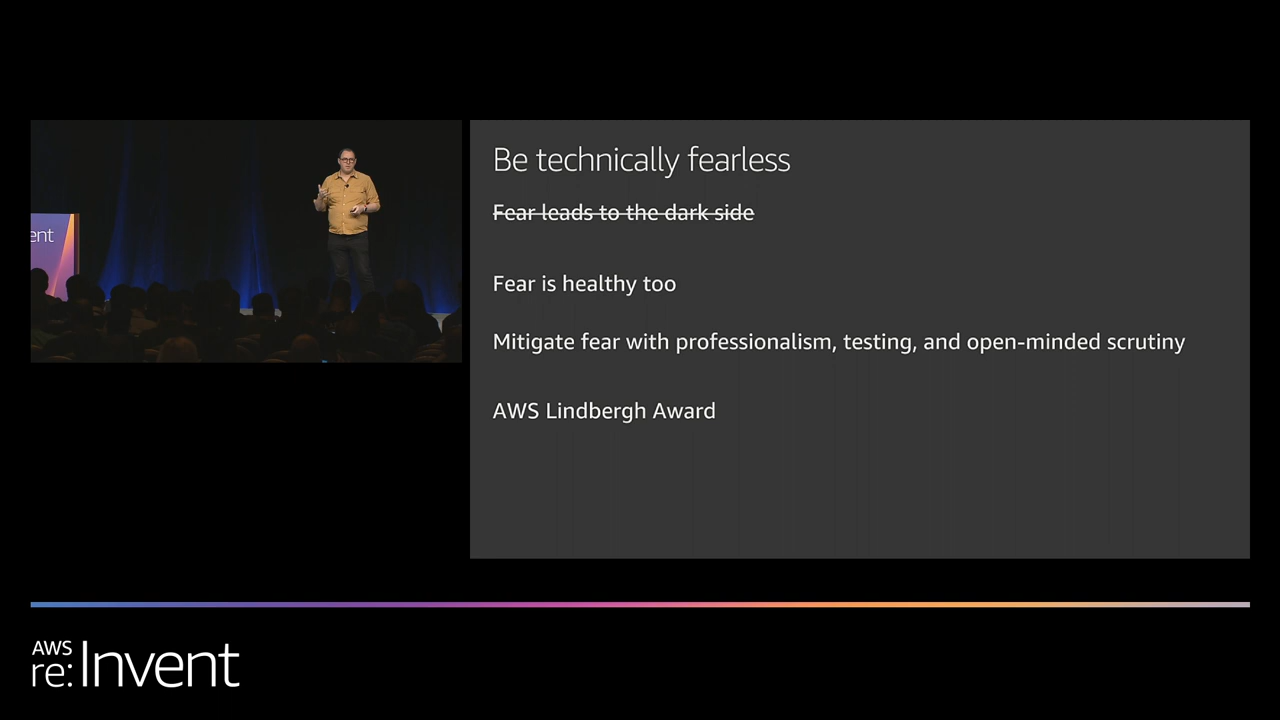 ent
Be technically fearless
Fear leads to the dark side
Fear is healthy too
Mitigate fear with professionalism, testing, and open-minded scrutiny
AWS Lindbergh Award
AWS
re:Invent